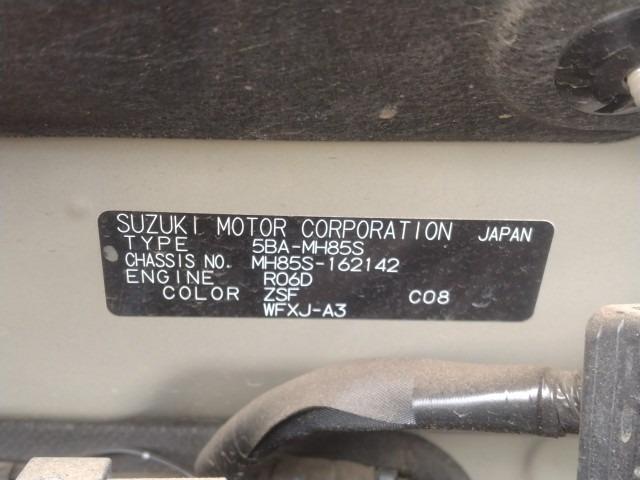 SUZUKI MOTOR CORPORATION JAPAN
TYPE 5BA-MH85S
CHASSIS NO. MH85S-162142
ENGINE R06D
COLOR ZSF C08
WFXJ-A3